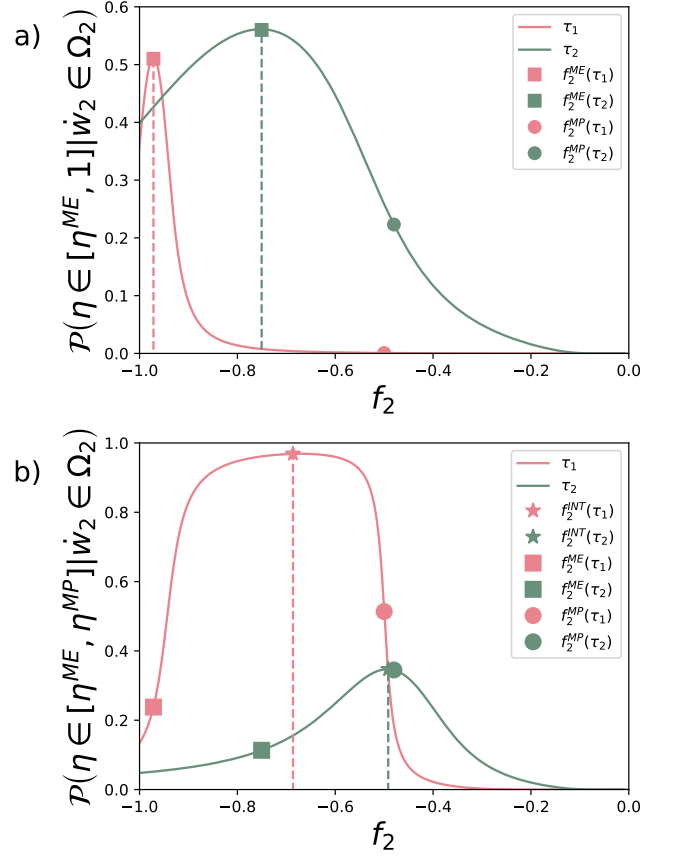 a)
𝒫(η ∈ [η^{ME}, 1]|ẇ₂ ∈ Ω₂)
0.6
0.5
0.4
0.3
0.2
0.1
0.0
−1.0 −0.8 −0.6 −0.4 −0.2 0.0
f₂
τ₁
τ₂
f₂^{ME}(τ₁)
f₂^{ME}(τ₂)
f₂^{MP}(τ₁)
f₂^{MP}(τ₂)
b)
𝒫(η ∈ [η^{ME}, η^{MP}]|ẇ₂ ∈ Ω₂)
1.0
0.8
0.6
0.4
0.2
0.0
−1.0 −0.8 −0.6 −0.4 −0.2 0.0
f₂
τ₁
τ₂
f₂^{INT}(τ₁)
f₂^{INT}(τ₂)
f₂^{ME}(τ₁)
f₂^{ME}(τ₂)
f₂^{MP}(τ₁)
f₂^{MP}(τ₂)